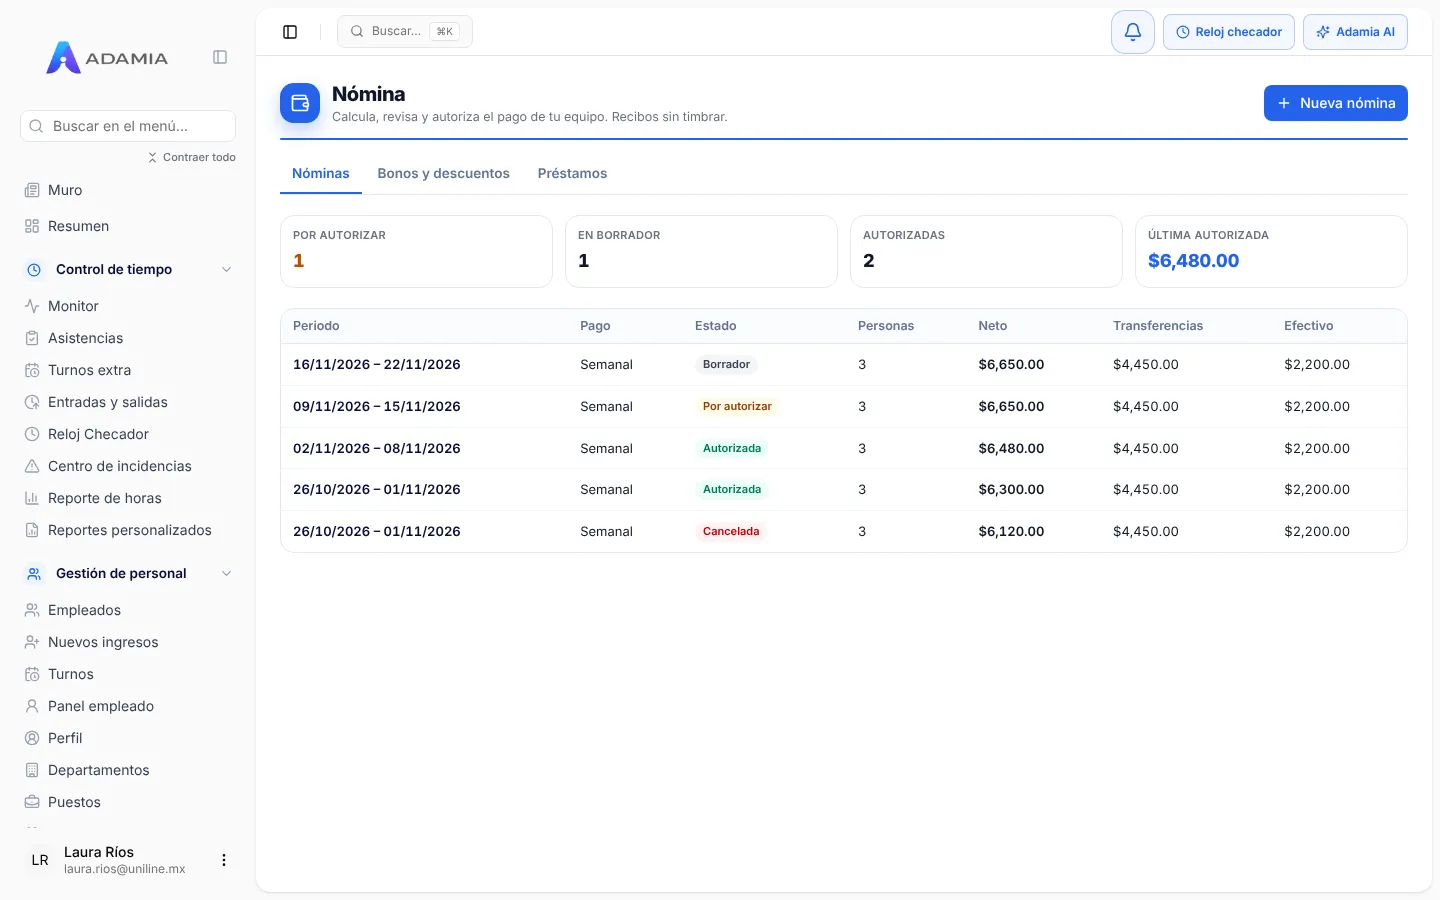 ADAMIA
Buscar en el menú...
Contraer todo
Muro
Resumen
Control de tiempo
Monitor
Asistencias
Turnos extra
Entradas y salidas
Reloj Checador
Centro de incidencias
Reporte de horas
Reportes personalizados
Gestión de personal
Empleados
Nuevos ingresos
Turnos
Panel empleado
Perfil
Departamentos
Puestos
LR
Laura Ríos
laura.rios@uniline.mx
Buscar... ⌘K
Reloj checador
Adamia AI
Nómina
Calcula, revisa y autoriza el pago de tu equipo. Recibos sin timbrar.
+ Nueva nómina
Nóminas Bonos y descuentos Préstamos
POR AUTORIZAR
1
EN BORRADOR
1
AUTORIZADAS
2
ÚLTIMA AUTORIZADA
$6,480.00
Periodo Pago Estado Personas Neto Transferencias Efectivo
16/11/2026 – 22/11/2026 Semanal Borrador 3 $6,650.00 $4,450.00 $2,200.00
09/11/2026 – 15/11/2026 Semanal Por autorizar 3 $6,650.00 $4,450.00 $2,200.00
02/11/2026 – 08/11/2026 Semanal Autorizada 3 $6,480.00 $4,450.00 $2,200.00
26/10/2026 – 01/11/2026 Semanal Autorizada 3 $6,300.00 $4,450.00 $2,200.00
26/10/2026 – 01/11/2026 Semanal Cancelada 3 $6,120.00 $4,450.00 $2,200.00